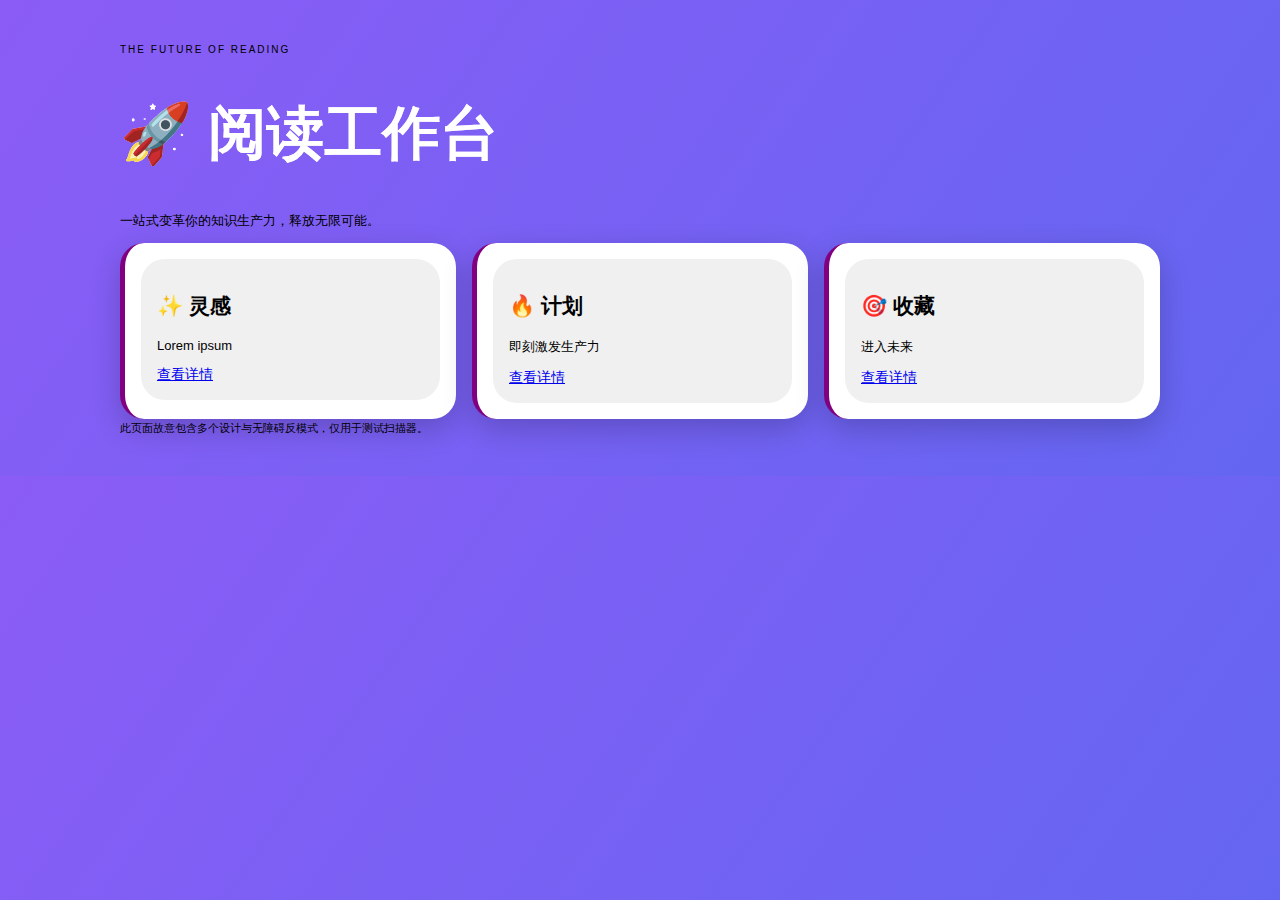 THE FUTURE OF READING
🚀 阅读工作台
一站式变革你的知识生产力，释放无限可能。
✨ 灵感
Lorem ipsum
查看详情
🔥 计划
即刻激发生产力
查看详情
🎯 收藏
进入未来
查看详情
此页面故意包含多个设计与无障碍反模式，仅用于测试扫描器。